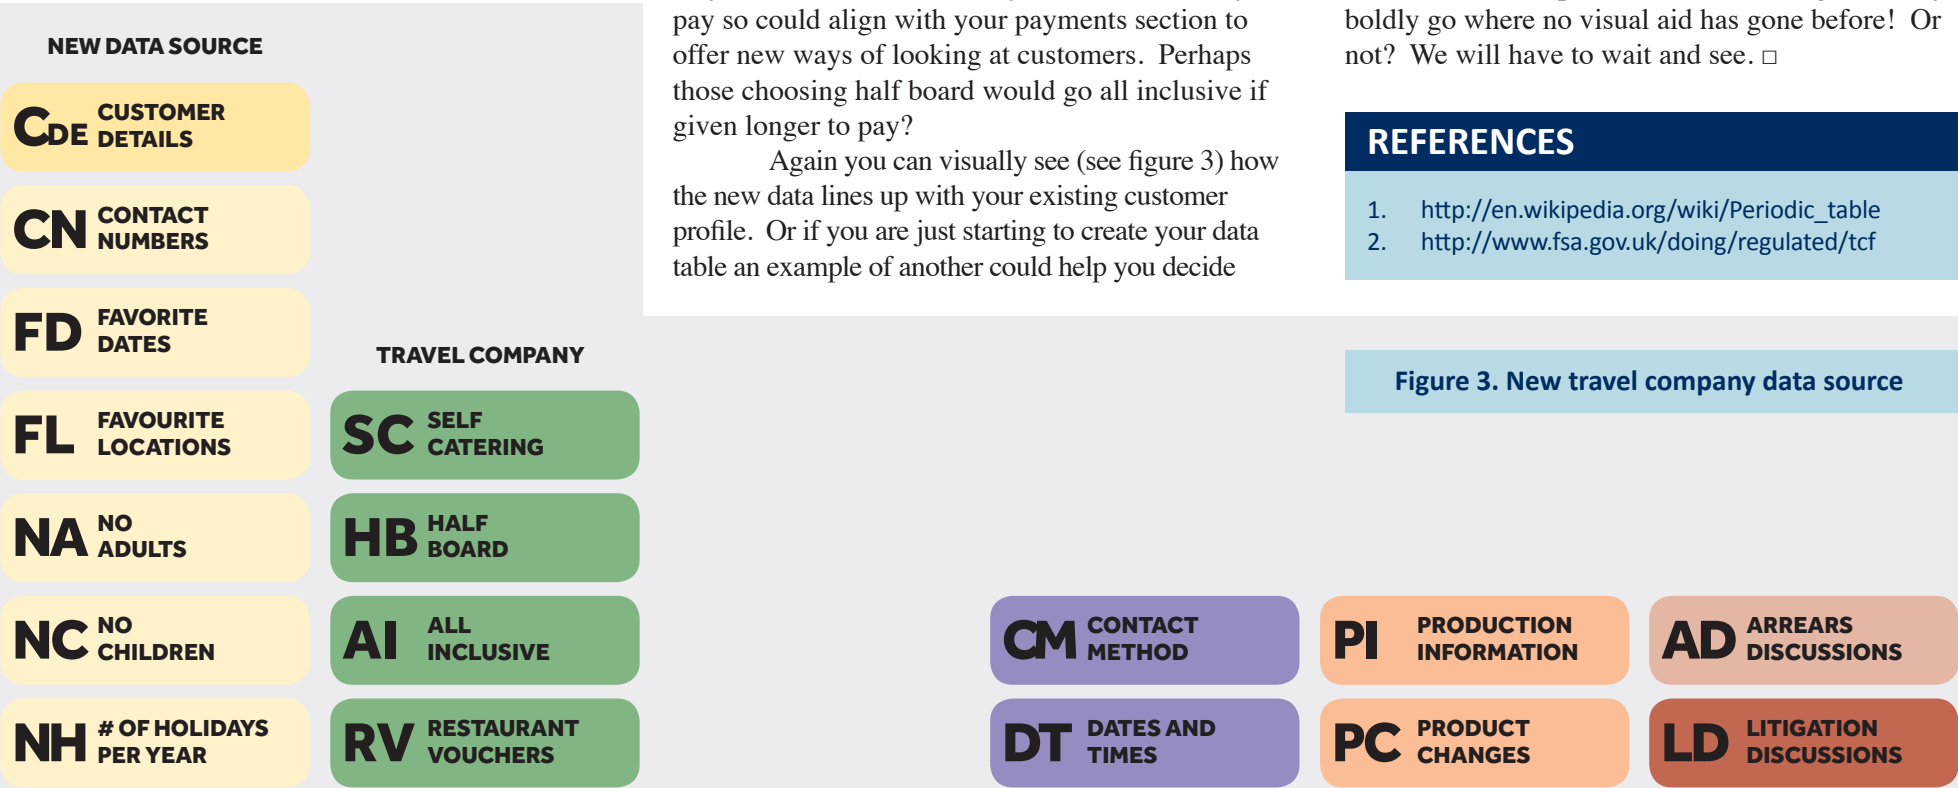 pay so could align with your payments section to
offer new ways of looking at customers.  Perhaps
those choosing half board would go all inclusive if
given longer to pay?
Again you can visually see (see figure 3) how
the new data lines up with your existing customer
profile.  Or if you are just starting to create your data
table an example of another could help you decide
boldly go where no visual aid has gone before!  Or
not?  We will have to wait and see. □
REFERENCES
1. http://en.wikipedia.org/wiki/Periodic_table
2. http://www.fsa.gov.uk/doing/regulated/tcf
Figure 3. New travel company data source
NEW DATA SOURCE
CDE CUSTOMER
DETAILS
CN CONTACT
NUMBERS
FD FAVORITE
DATES
FL FAVOURITE
LOCATIONS
NA NO
ADULTS
NC NO
CHILDREN
NH # OF HOLIDAYS
PER YEAR
TRAVEL COMPANY
SC SELF
CATERING
HB HALF
BOARD
AI ALL
INCLUSIVE
RV RESTAURANT
VOUCHERS
CM CONTACT
METHOD
DT DATES AND
TIMES
PI PRODUCTION
INFORMATION
PC PRODUCT
CHANGES
AD ARREARS
DISCUSSIONS
LD LITIGATION
DISCUSSIONS